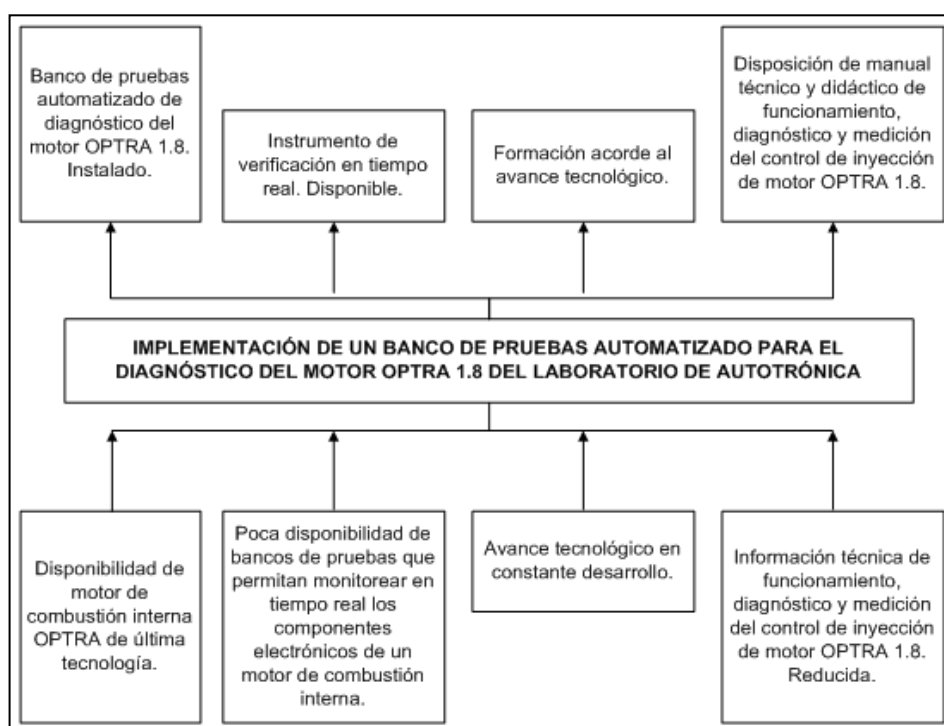 Banco de pruebas
automatizado de
diagnóstico del
motor OPTRA 1.8.
Instalado.
Instrumento de
verificación en tiempo
real. Disponible.
Formación acorde al
avance tecnológico.
Disposición de manual
técnico y didáctico de
funcionamiento,
diagnóstico y medición
del control de inyección
de motor OPTRA 1.8.
IMPLEMENTACIÓN DE UN BANCO DE PRUEBAS AUTOMATIZADO PARA EL
DIAGNÓSTICO DEL MOTOR OPTRA 1.8 DEL LABORATORIO DE AUTOTRÓNICA
Disponibilidad de
motor de
combustión interna
OPTRA de última
tecnología.
Poca disponibilidad de
bancos de pruebas que
permitan monitorear en
tiempo real los
componentes
electrónicos de un
motor de combustión
interna.
Avance tecnológico en
constante desarrollo.
Información técnica de
funcionamiento,
diagnóstico y medición
del control de inyección
de motor OPTRA 1.8.
Reducida.